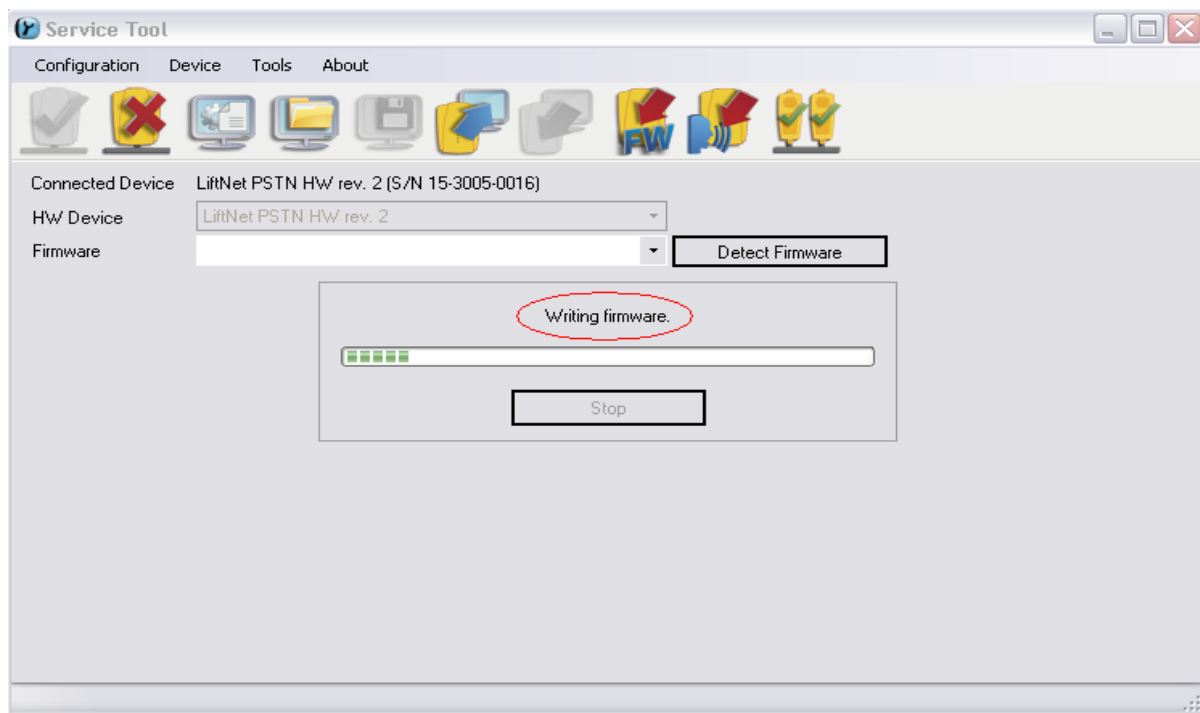 Service Tool
Configuration Device Tools About
FW
Connected Device LiftNet PSTN HW rev. 2 (S/N 15-3005-0016)
HW Device LiftNet PSTN HW rev. 2
Firmware Detect Firmware
Writing firmware.
Stop